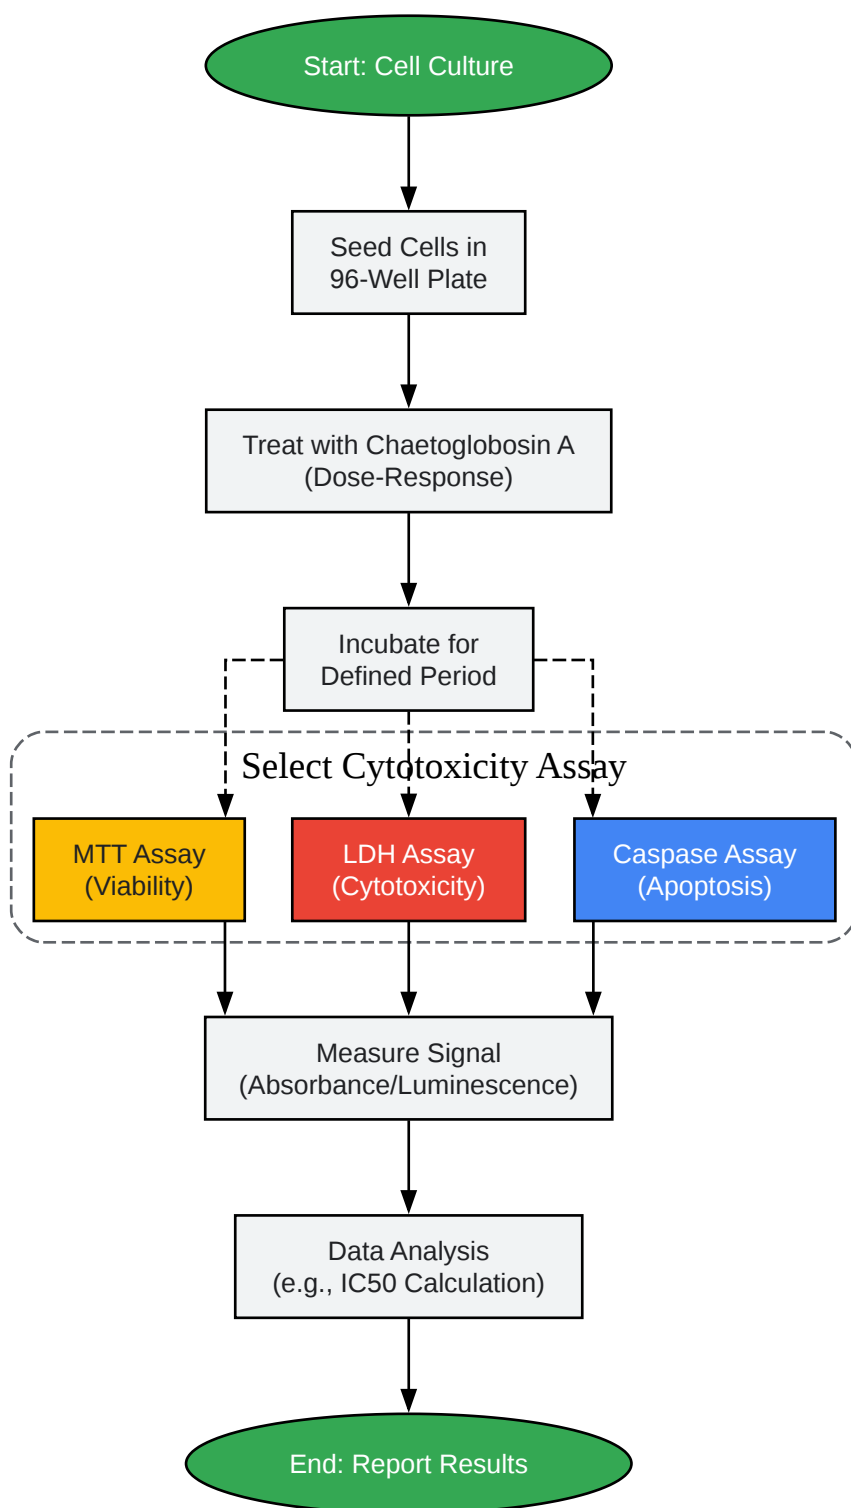 Start: Cell Culture
Seed Cells in
96-Well Plate
Treat with Chaetoglobosin A
(Dose-Response)
Incubate for
Defined Period
Select Cytotoxicity Assay
MTT Assay
(Viability)
LDH Assay
(Cytotoxicity)
Caspase Assay
(Apoptosis)
Measure Signal
(Absorbance/Luminescence)
Data Analysis
(e.g., IC50 Calculation)
End: Report Results